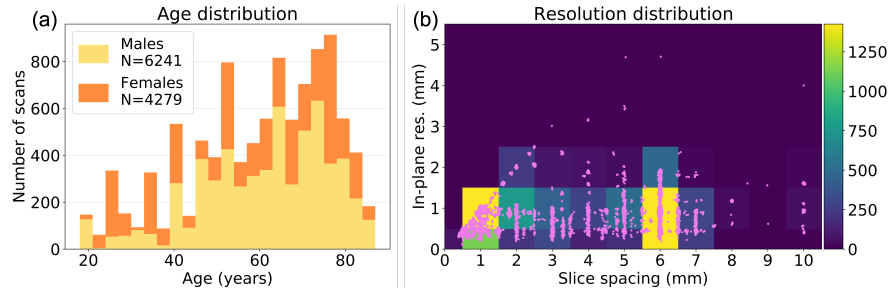 (a)
Age distribution
Males
N=6241
Females
N=4279
Number of scans
800
600
400
200
0
20
40
60
80
Age (years)
(b)
Resolution distribution
In-plane res. (mm)
5
4
3
2
1
0
0
1
2
3
4
5
6
7
8
9
10
Slice spacing (mm)
1250
1000
750
500
250
0